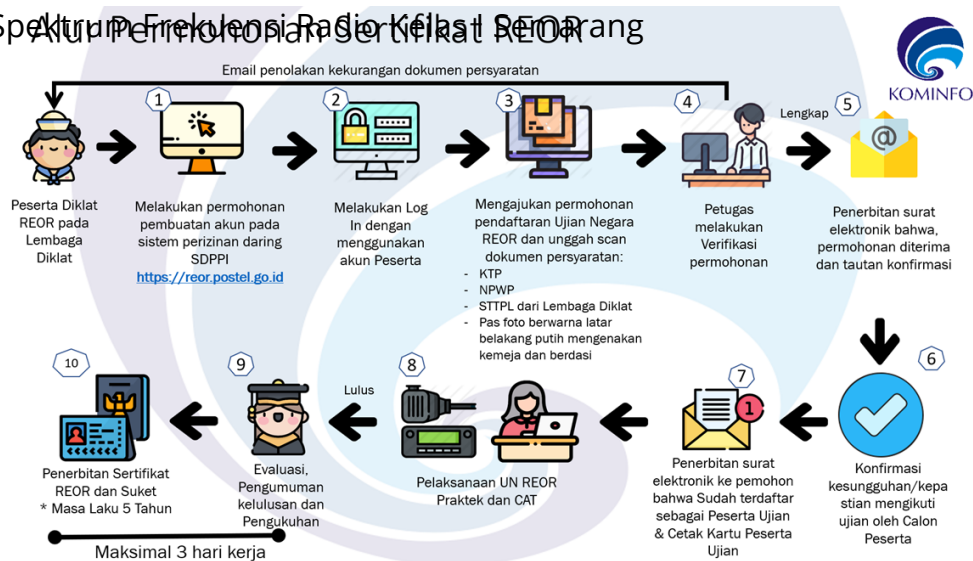 Spektrum Frekuensi Radio Kelas I Semarang
Alur Permohonan Sertifikat REOR
KOMINFO
Email penolakan kekurangan dokumen persyaratan
Peserta Diklat
REOR pada
Lembaga
Diklat
1
Melakukan permohonan
pembuatan akun pada
sistem perizinan daring
SDPPI
https://reor.postel.go.id
2
Melakukan Log
In dengan
menggunakan
akun Peserta
3
Mengajukan permohonan
pendaftaran Ujian Negara
REOR dan unggah scan
dokumen persyaratan:
- KTP
- NPWP
- STTPL dari Lembaga Diklat
- Pas foto berwarna latar
belakang putih mengenakan
kemeja dan berdasi
4
Petugas
melakukan
Verifikasi
permohonan
Lengkap
5
@
Penerbitan surat
elektronik bahwa,
permohonan diterima
dan tautan konfirmasi
6
Konfirmasi
kesungguhan/kepa
stian mengikuti
ujian oleh Calon
Peserta
7
1
Penerbitan surat
elektronik ke pemohon
bahwa Sudah terdaftar
sebagai Peserta Ujian
& Cetak Kartu Peserta
Ujian
8
Pelaksanaan UN REOR
Praktek dan CAT
Lulus
9
Evaluasi,
Pengumuman
kelulusan dan
Pengukuhan
10
Penerbitan Sertifikat
REOR dan Suket
* Masa Laku 5 Tahun
Maksimal 3 hari kerja